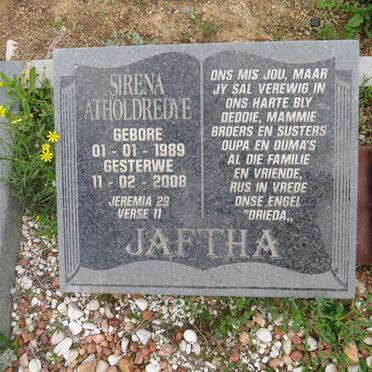 SIRENA
ATHOLDREDYE
GEBORE
01 - 01 - 1989
GESTERWE
11 - 02 - 2008
JEREMIA 29
VERSE 11
ONS MIS JOU, MAAR
JY SAL VEREWIG IN
ONS HARTE BLY
DEDDIE, MAMMIE
BROERS EN SUSTERS
OUPA EN OUMA'S
AL DIE FAMILIE
EN VRIENDE,
RUS IN VREDE
ONSE ENGEL
"DRIEDA,,
JAFTHA